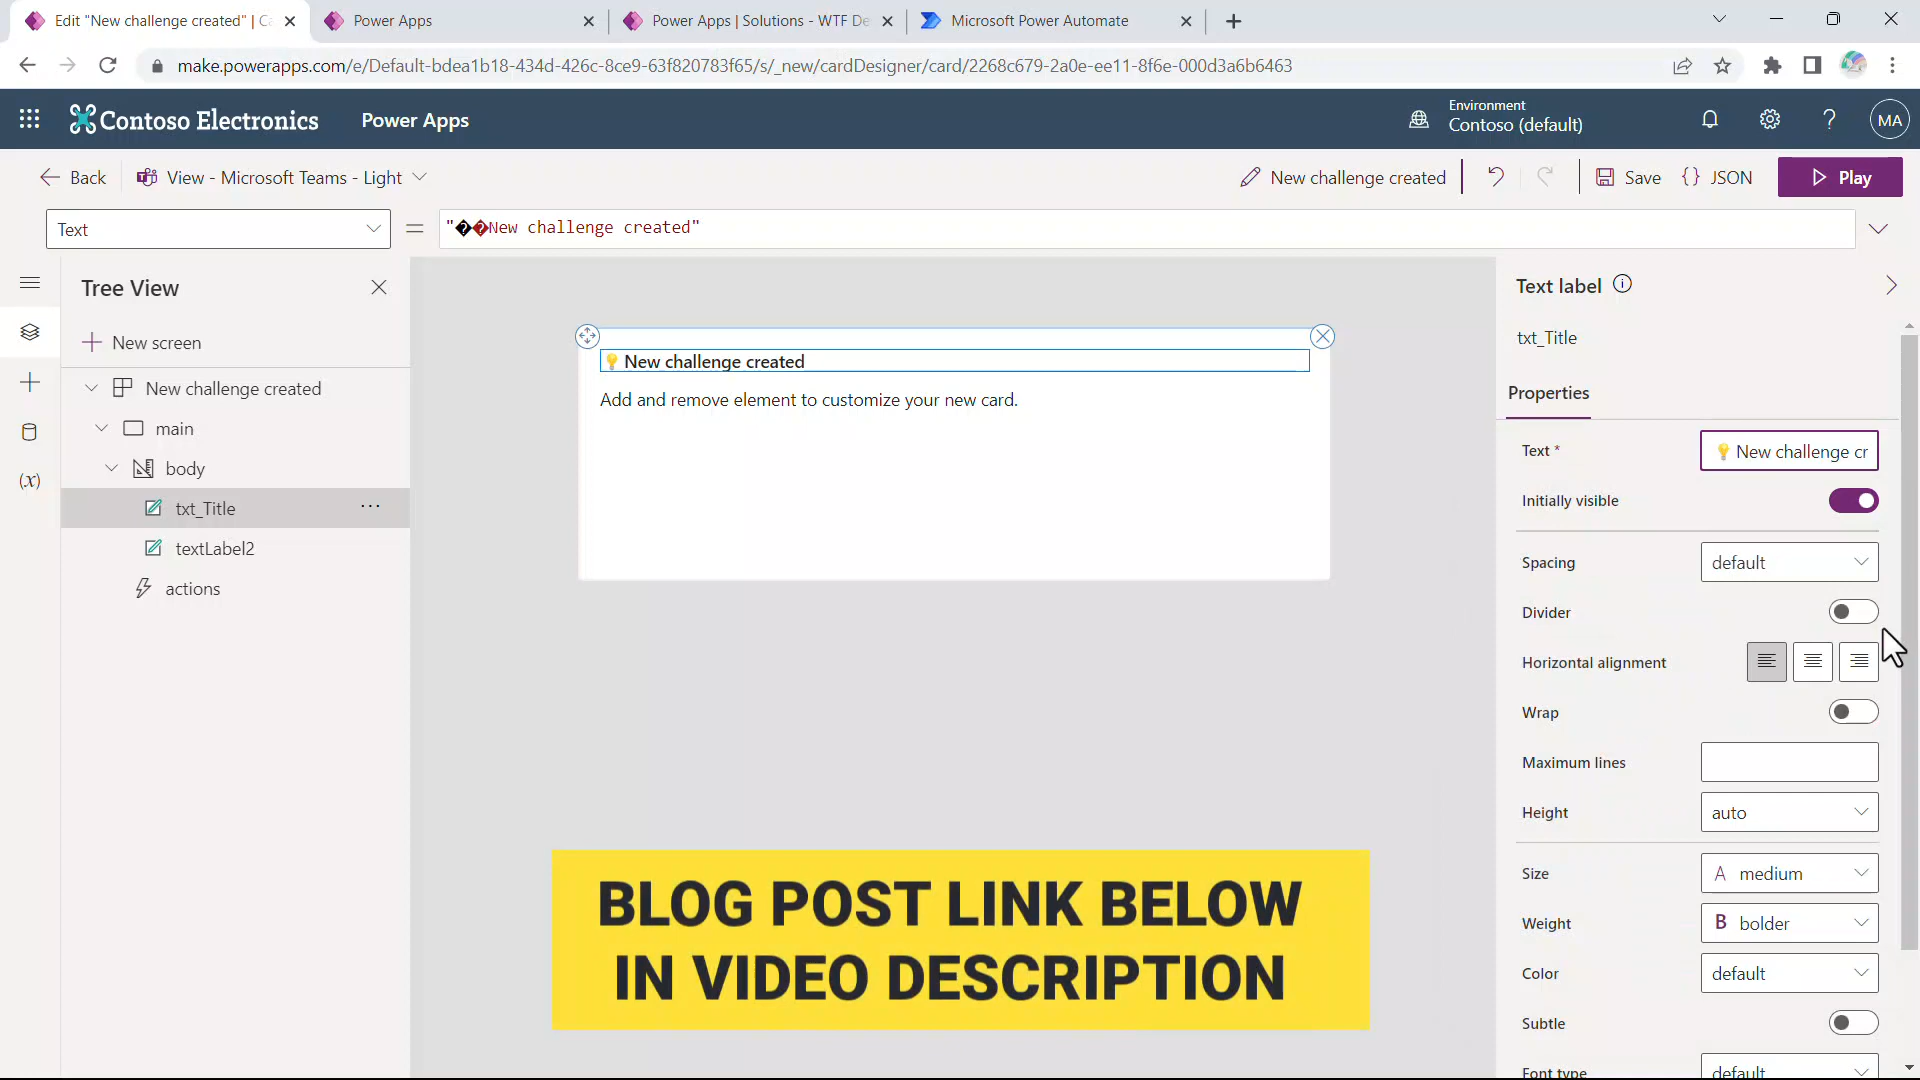 Edit "New challenge created" | Ca
Power Apps
Power Apps | Solutions - WTF De
Microsoft Power Automate
make.powerapps.com/e/Default-bdea1b18-434d-426c-8ce9-63f820783f65/s/_new/cardDesigner/card/2268c679-2a0e-ee11-8f6e-000d3a6b6463
Contoso Electronics
Power Apps
Environment
Contoso (default)
MA
Back
View - Microsoft Teams - Light
New challenge created
Save
{} JSON
Play
Text
=
"��New challenge created"
Tree View
New screen
New challenge created
main
body
txt_Title
...
textLabel2
actions
(x)
💡 New challenge created
Add and remove element to customize your new card.
BLOG POST LINK BELOW
IN VIDEO DESCRIPTION
Text label
txt_Title
Properties
Text *
💡 New challenge cr
Initially visible
Spacing
default
Divider
Horizontal alignment
Wrap
Maximum lines
Height
auto
Size
A medium
Weight
B bolder
Color
default
Subtle
Font type
default